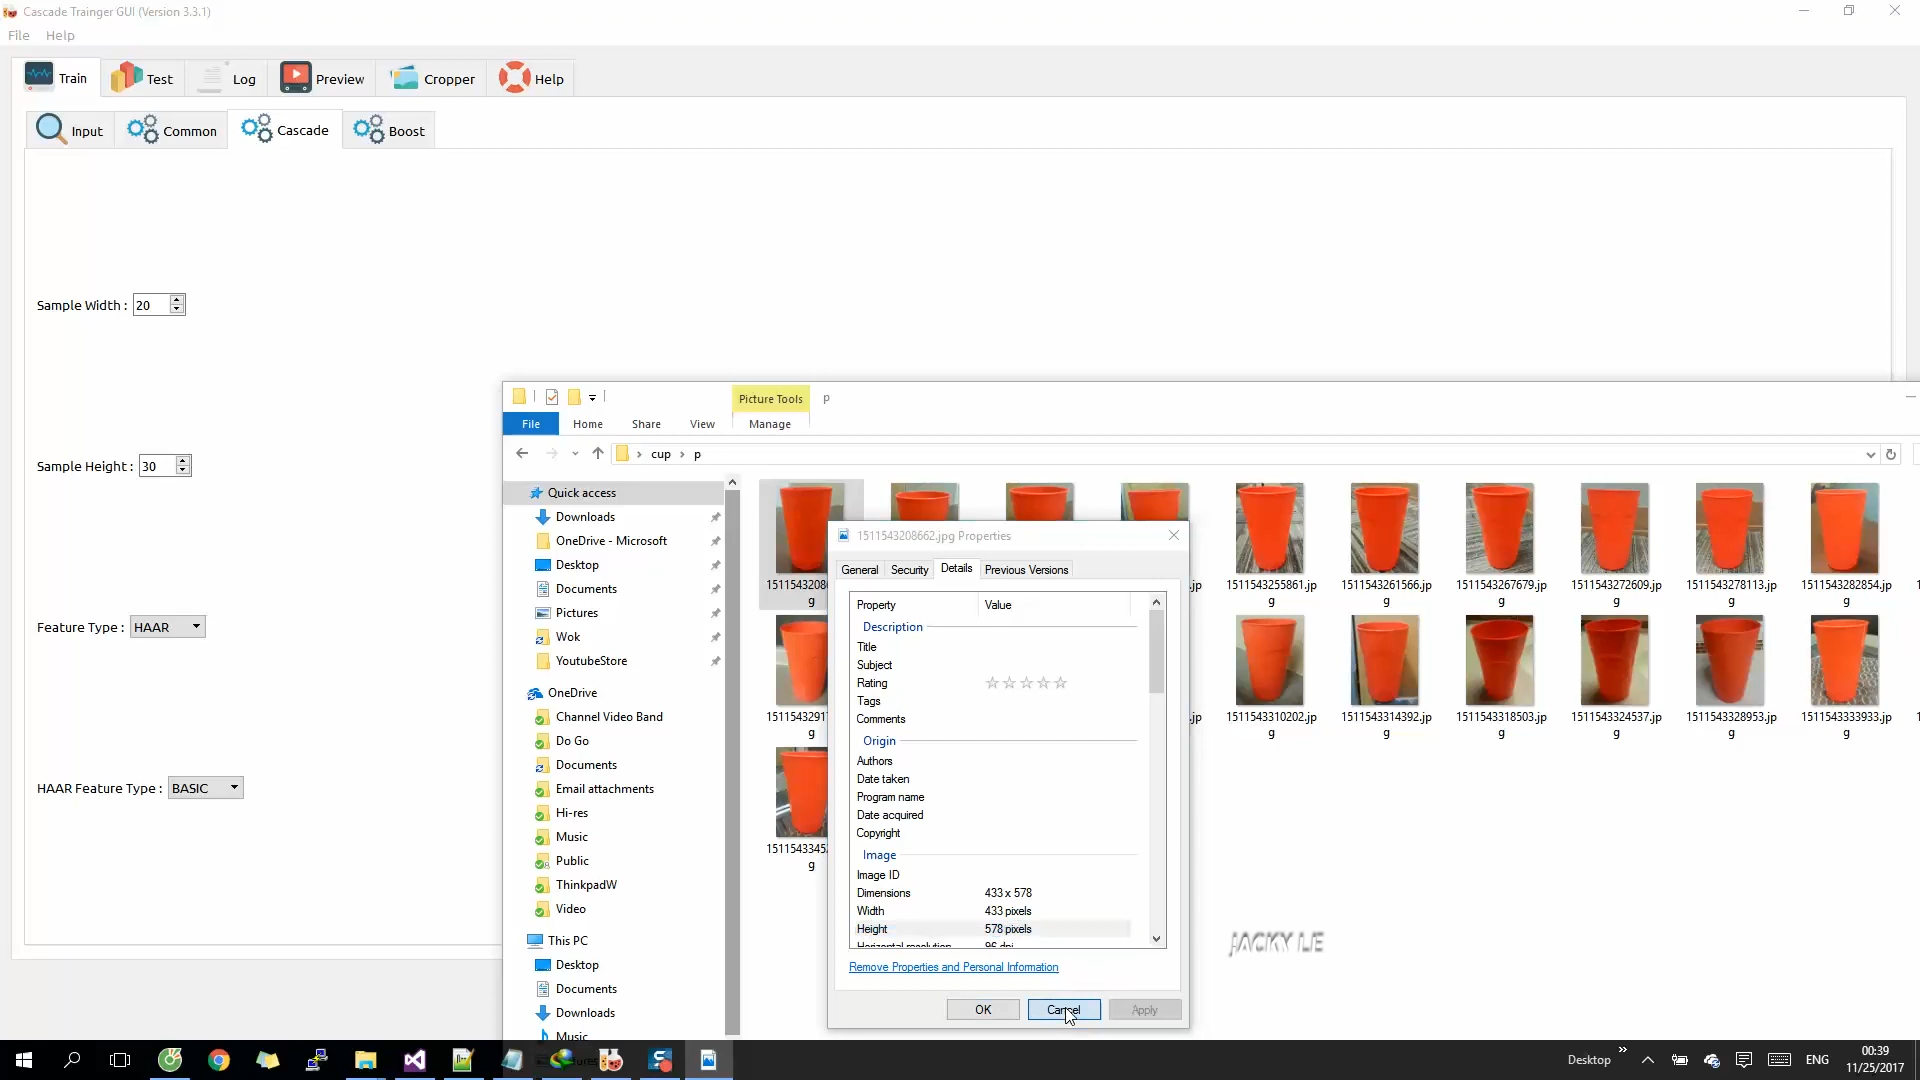 Cascade Trainger GUI (Version 3.3.1)
File Help
Train Test Log Preview Cropper Help
Input Common Cascade Boost
Sample Width : 20
Sample Height : 30
Feature Type : HAAR
HAAR Feature Type : BASIC
Picture Tools p
File Home Share View Manage
cup › p
Quick access
Downloads
OneDrive - Microsoft
Desktop
Documents
Pictures
Wok
YoutubeStore
OneDrive
Channel Video Band
Do Go
Documents
Email attachments
Hi-res
Music
Public
ThinkpadW
Video
This PC
Desktop
Documents
Downloads
Music
1511543255861.jpg
1511543261566.jpg
1511543267679.jpg
1511543272609.jpg
1511543278113.jpg
1511543282854.jpg
1511543310202.jpg
1511543314392.jpg
1511543318503.jpg
1511543324537.jpg
1511543328953.jpg
1511543333933.jpg
1511543208662.jpg Properties
General Security Details Previous Versions
Property Value
Description
Title
Subject
Rating
Tags
Comments
Origin
Authors
Date taken
Program name
Date acquired
Copyright
Image
Image ID
Dimensions 433 x 578
Width 433 pixels
Height 578 pixels
Horizontal resolution 96 dpi
Remove Properties and Personal Information
OK Cancel Apply
JACKY LE
Desktop ENG 00:39
11/25/2017